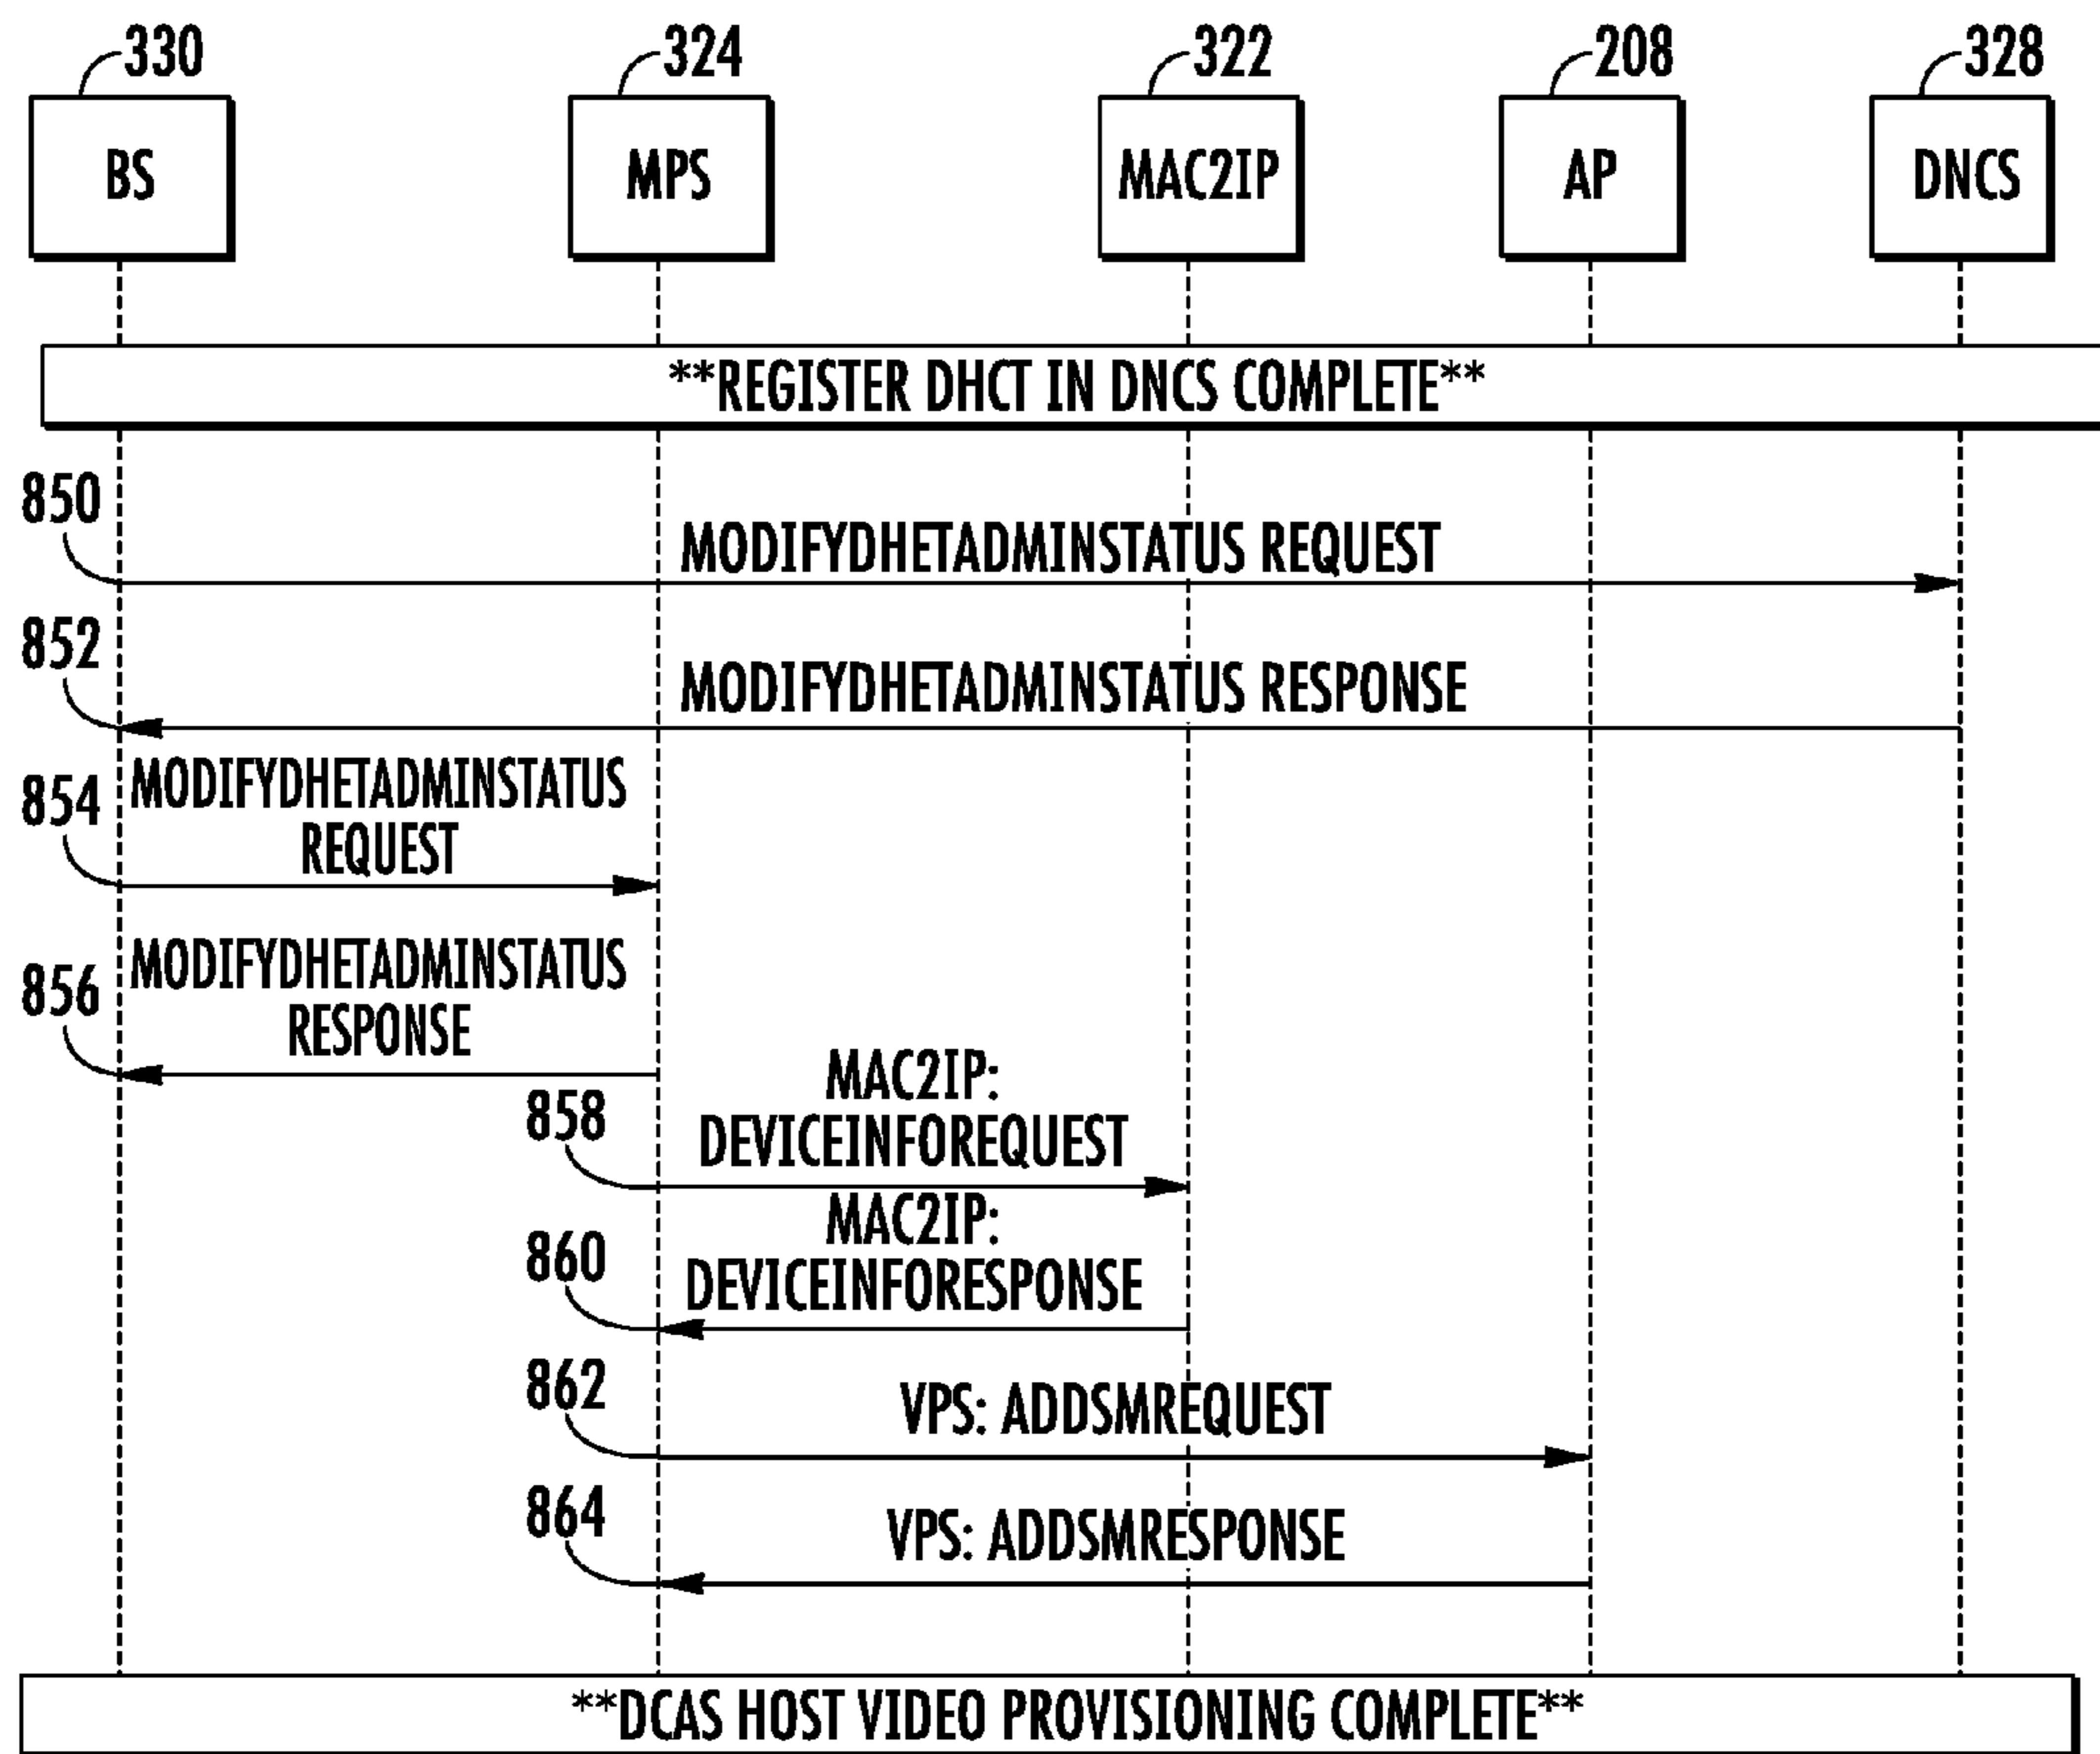 330
324
322
208
328
BS
MPS
MAC2IP
AP
DNCS
**REGISTER DHCT IN DNCS COMPLETE**
850
MODIFYDHETADMINSTATUS REQUEST
852
MODIFYDHETADMINSTATUS RESPONSE
854
MODIFYDHETADMINSTATUS
REQUEST
856
MODIFYDHETADMINSTATUS
RESPONSE
858
MAC2IP:
DEVICEINFOREQUEST
860
MAC2IP:
DEVICEINFORESPONSE
862
VPS: ADDSMREQUEST
864
VPS: ADDSMRESPONSE
**DCAS HOST VIDEO PROVISIONING COMPLETE**